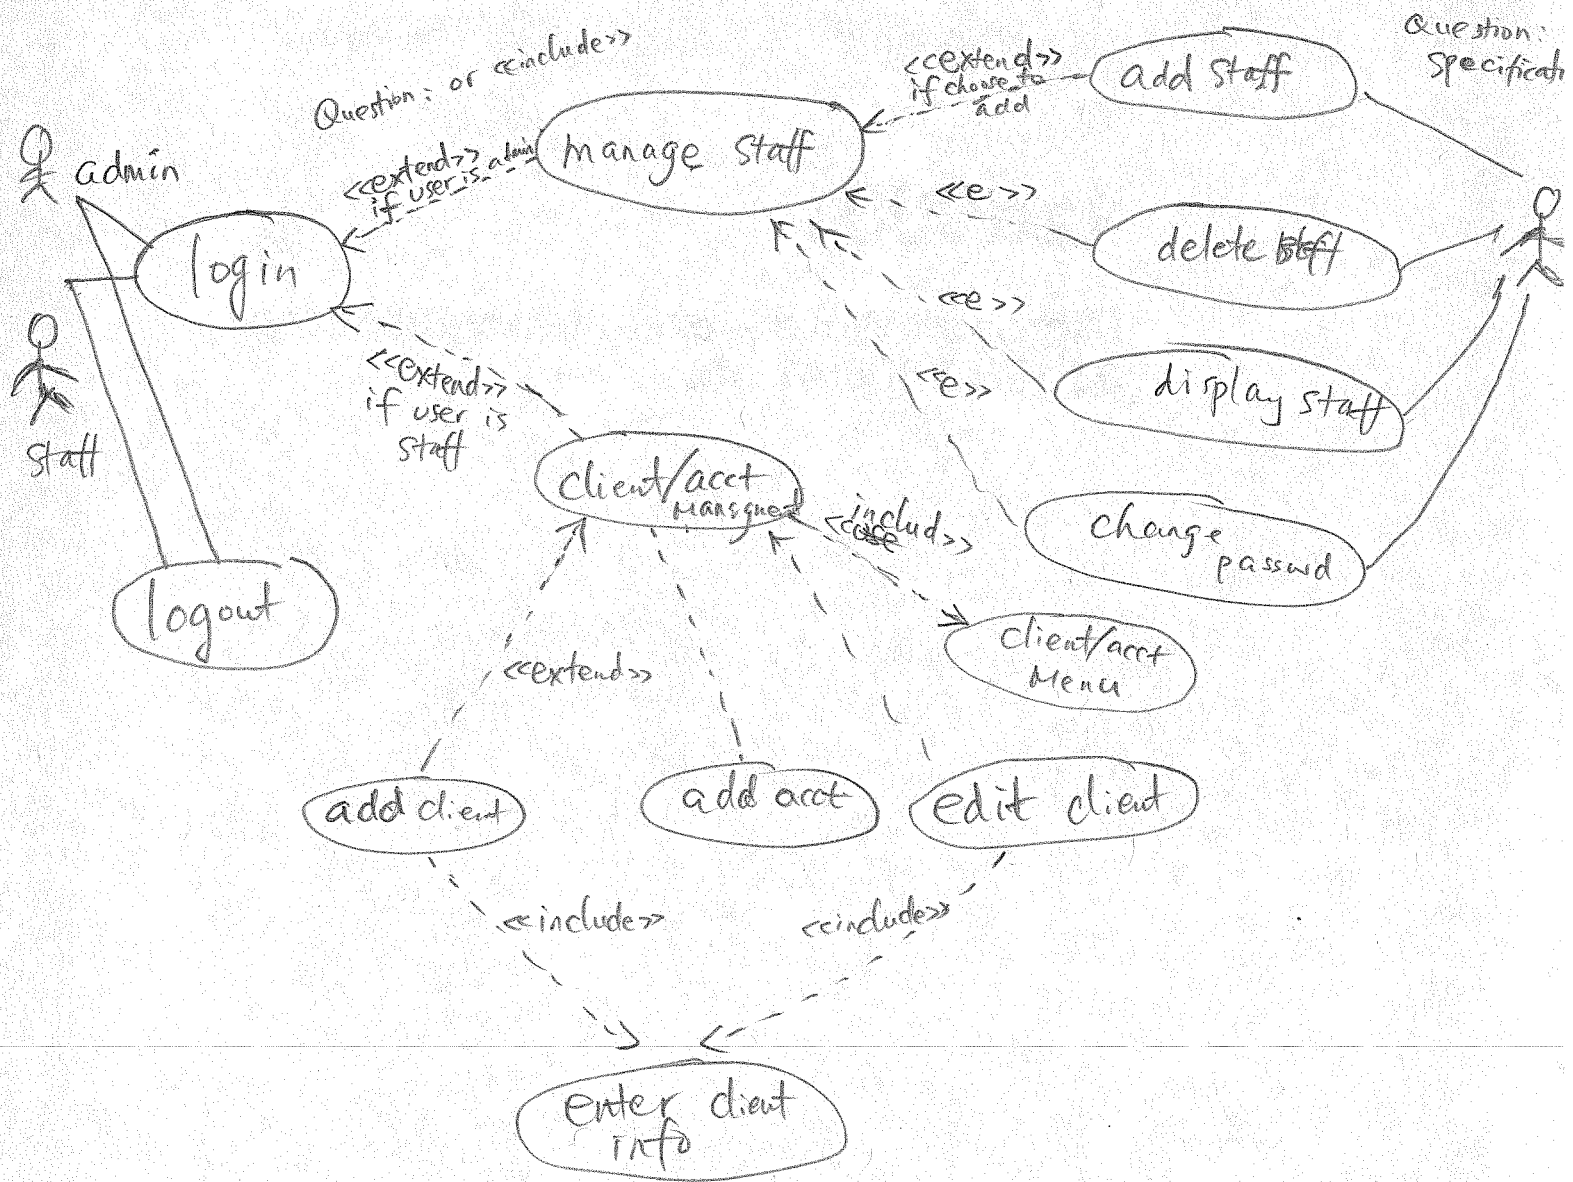 Question: or <<include>>
<<extend>>
if choose to
add
add staff
Question:
Specificat
admin
<<extend>>
if user is admin
manage staff
<<e>>
delete
login
<<e>>
<<extend>>
if user is
staff
<<e>>
display staff
staff
client/acct
<<includ>>
change
passwd
logout
client/acct
Menu
<<extend>>
add client
add acct
edit client
<<include>>
<<include>>
enter client
info